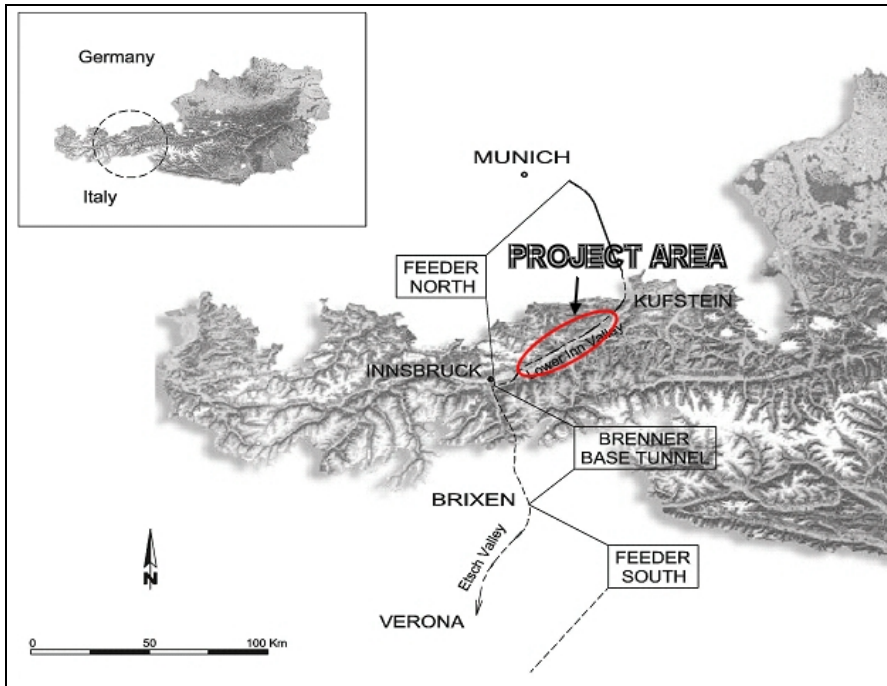 Germany
Italy
MUNICH
PROJECT AREA
FEEDER
NORTH
KUFSTEIN
Lower Inn Valley
INNSBRUCK
BRENNER
BASE TUNNEL
BRIXEN
Etsch Valley
FEEDER
SOUTH
VERONA
N
0 50 100 Km